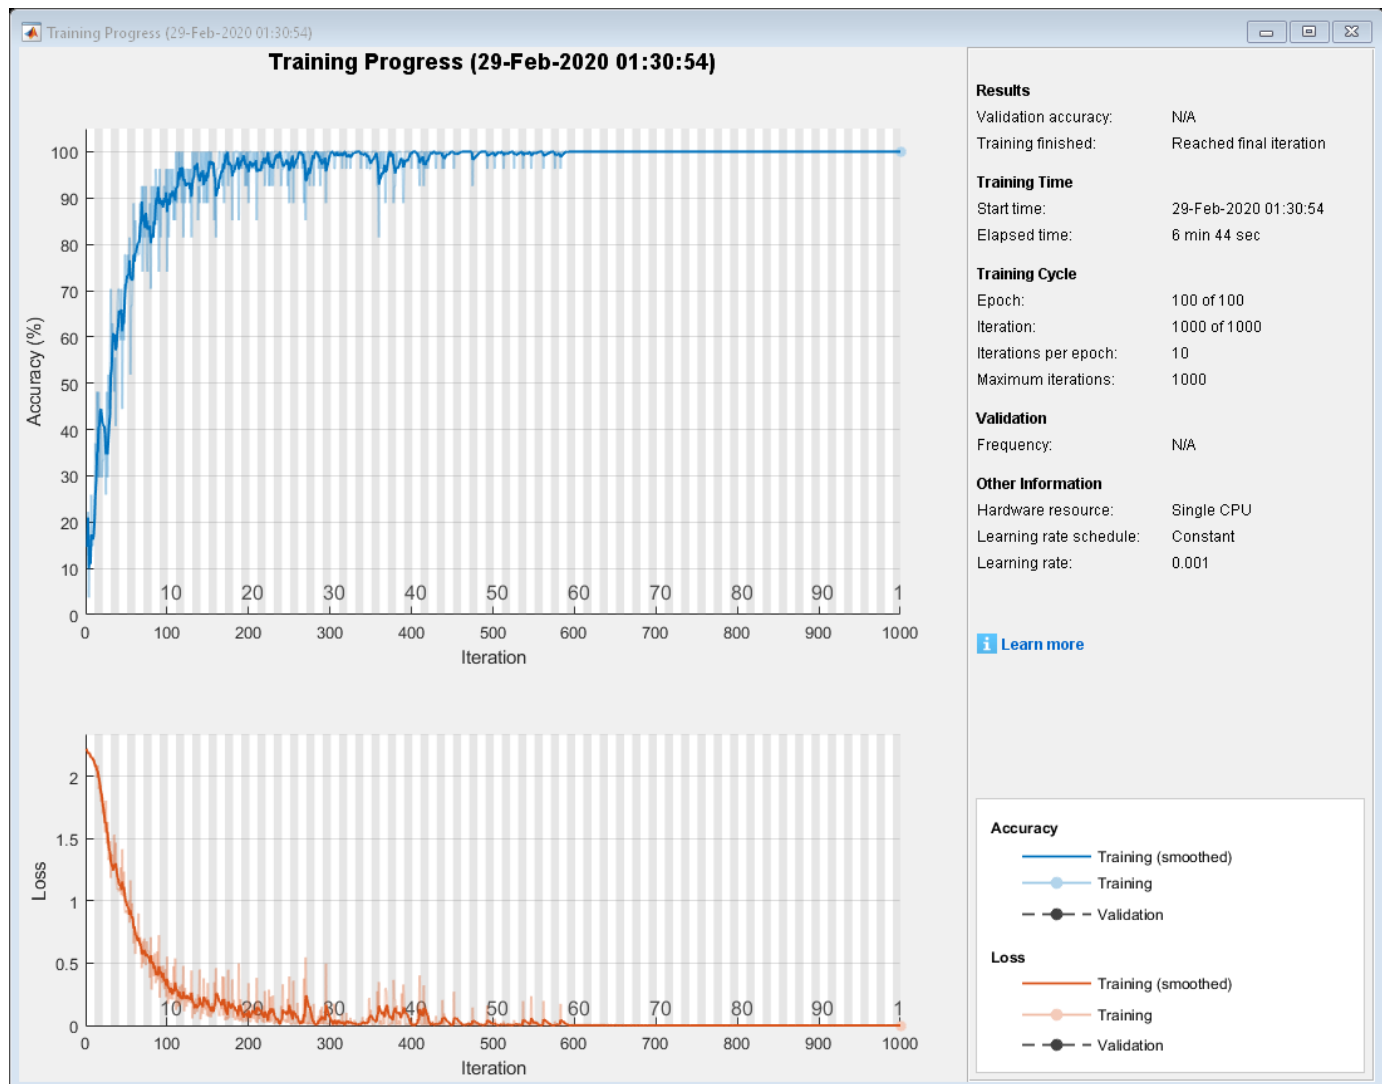 Training Progress (29-Feb-2020 01:30:54)
Training Progress (29-Feb-2020 01:30:54)
100
90
80
70
60
50
40
30
20
10
0
Accuracy (%)
10 20 30 40 50 60 70 80 90 1
0 100 200 300 400 500 600 700 800 900 1000
Iteration
2
1.5
1
0.5
0
Loss
10 20 30 40 50 60 70 80 90 1
0 100 200 300 400 500 600 700 800 900 1000
Iteration
Results
Validation accuracy: N/A
Training finished: Reached final iteration
Training Time
Start time: 29-Feb-2020 01:30:54
Elapsed time: 6 min 44 sec
Training Cycle
Epoch: 100 of 100
Iteration: 1000 of 1000
Iterations per epoch: 10
Maximum iterations: 1000
Validation
Frequency: N/A
Other Information
Hardware resource: Single CPU
Learning rate schedule: Constant
Learning rate: 0.001
i Learn more
Accuracy
Training (smoothed)
Training
Validation
Loss
Training (smoothed)
Training
Validation